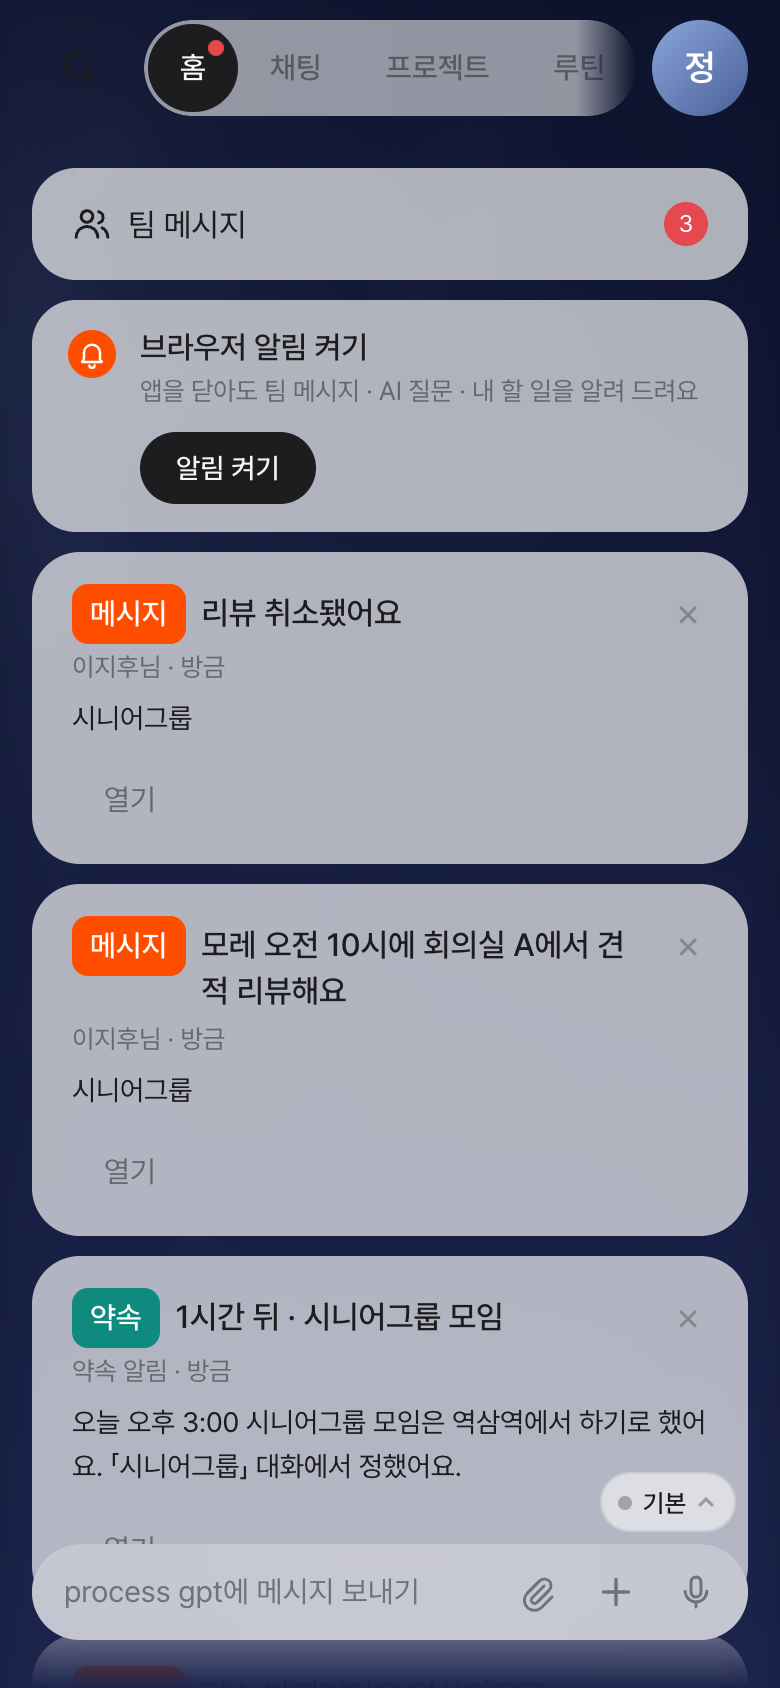 홈
채팅
프로젝트
루틴
정
팀 메시지
3
브라우저 알림 켜기
앱을 닫아도 팀 메시지 · AI 질문 · 내 할 일을 알려 드려요
알림 켜기
메시지 리뷰 취소됐어요
이지후님 · 방금
시니어그룹
열기
메시지 모레 오전 10시에 회의실 A에서 견
적 리뷰해요
이지후님 · 방금
시니어그룹
열기
약속 1시간 뒤 · 시니어그룹 모임
약속 알림 · 방금
오늘 오후 3:00 시니어그룹 모임은 역삼역에서 하기로 했어
요. 「시니어그룹」 대화에서 정했어요.
기본
process gpt에 메시지 보내기